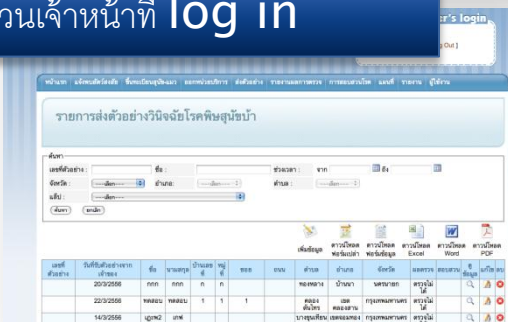 วนเจ้าหน้าที่ log in
r's login
Out ]
หน้าแรก แจ้งพบสัตว์สงสัย ขึ้นทะเบียนสุนัข-แมว ออกหน่วยบริการ ส่งตัวอย่าง รายงานผลการตรวจ การสอบสวนโรค แผนที่ รายงาน ผู้ใช้งาน
รายการส่งตัวอย่างวินิจฉัยโรคพิษสุนัขบ้า
ค้นหา
เลขที่ตัวอย่าง : ชื่อ : ช่วงเวลา : จาก ถึง
จังหวัด : ----เลือก---- อำเภอ: ----เลือก---- ตำบล : ----เลือก----
แล็ป : ----เลือก----
ค้นหา ยกเลิก
เพิ่มข้อมูล ดาวน์โหลด ฟอร์มเปล่า ดาวน์โหลด ฟอร์มข้อมูล ดาวน์โหลด Excel ดาวน์โหลด Word ดาวน์โหลด PDF
เลขที่ ตัวอย่าง วันที่รับตัวอย่างจาก เจ้าของ ชื่อ นามสกุล บ้านเลข ที่ หมู่ ที่ ซอย ถนน ตำบล อำเภอ จังหวัด ผลตรวจ สอบสวน ดู ข้อมูล แก้ไข ลบ
20/3/2556 กกก ก ก ทองหลาง บ้านนา นครนายก ตรวจไม่ ได้
22/3/2556 ทดสอบ ทดสอบ 1 1 1 คลอง ต้นไทร เขต คลองสาน กรุงเทพมหานคร ตรวจไม่ ได้
14/3/2556 บางขุนเทียน เขตจอมทอง กรุงเทพมหานคร ตรวจไม่